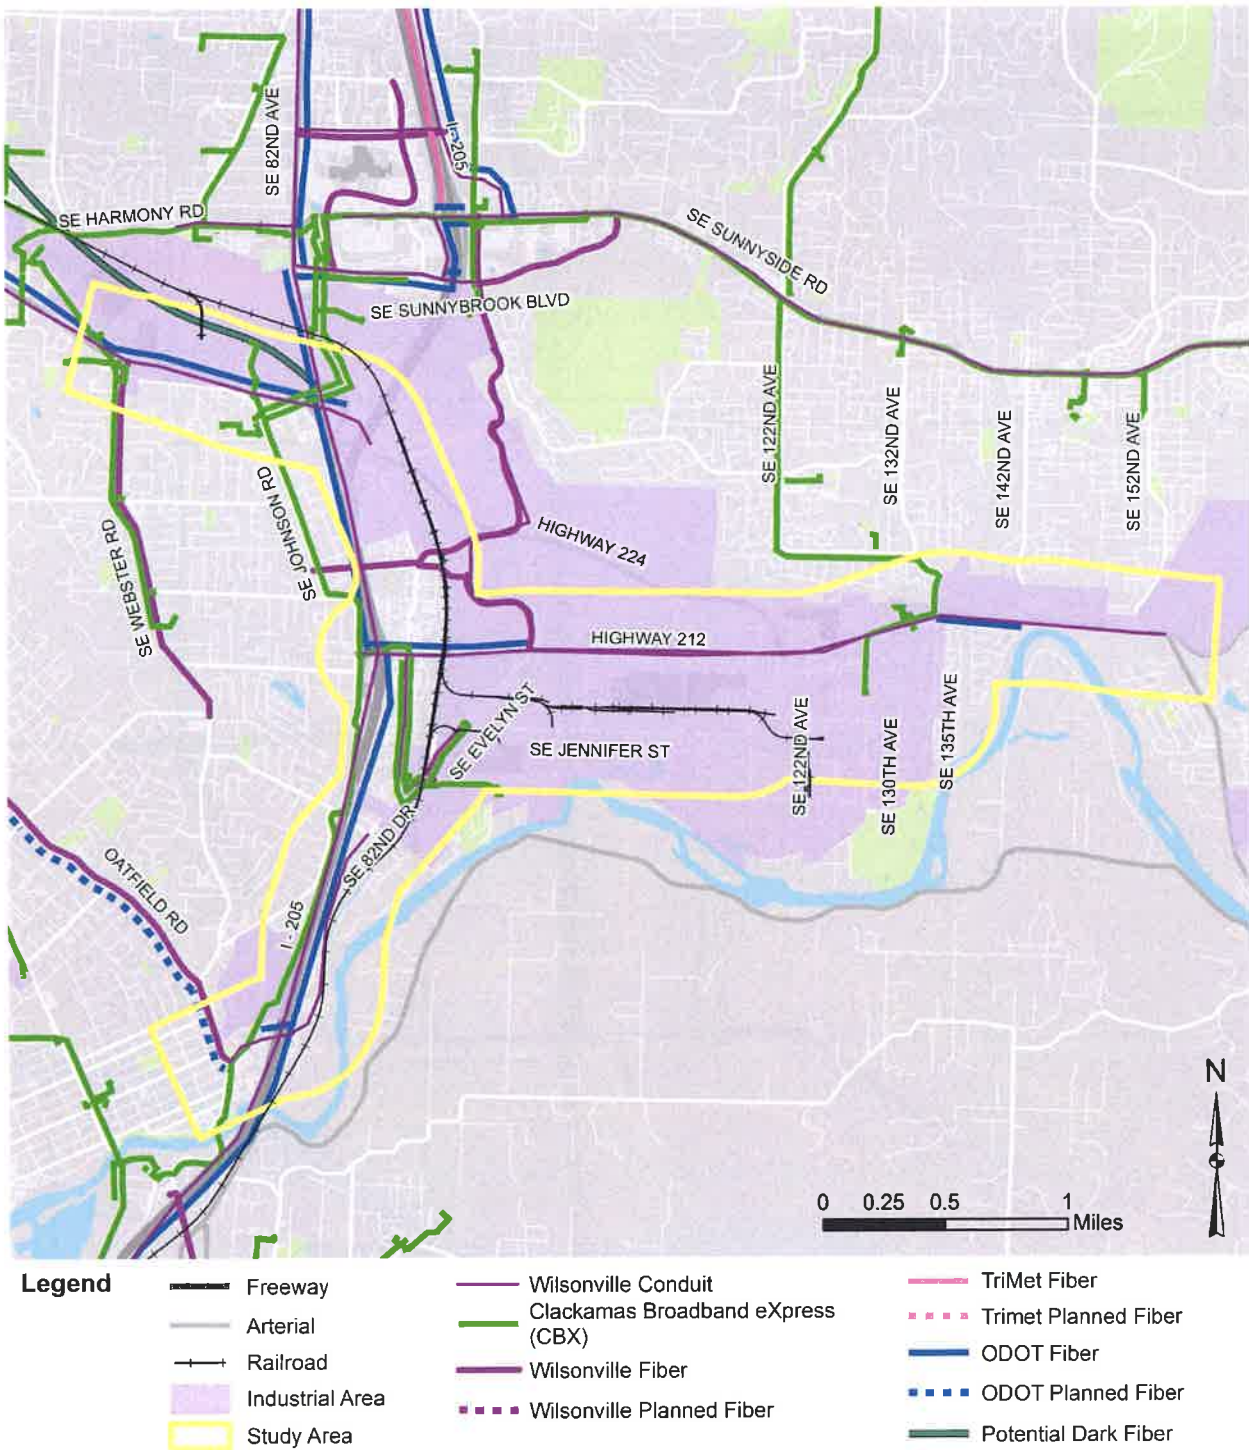 SE 82ND AVE
I - 205
SE HARMONY RD
SE SUNNYSIDE RD
SE SUNNYBROOK BLVD
SE 122ND AVE
SE 132ND AVE
SE 142ND AVE
SE 152ND AVE
SE JOHNSON RD
HIGHWAY 224
SE WEBSTER RD
HIGHWAY 212
SE EVELYN ST
SE JENNIFER ST
SE 122ND AVE
SE 130TH AVE
SE 135TH AVE
SE 82ND DR
OATFIELD RD
I - 205
N
0 0.25 0.5 1
Miles
Legend
Freeway
Arterial
Railroad
Industrial Area
Study Area
Wilsonville Conduit
Clackamas Broadband eXpress
(CBX)
Wilsonville Fiber
Wilsonville Planned Fiber
TriMet Fiber
Trimet Planned Fiber
ODOT Fiber
ODOT Planned Fiber
Potential Dark Fiber